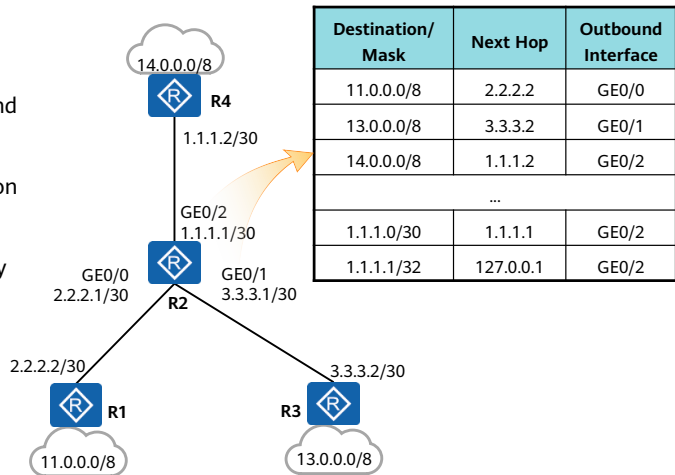 Destination/
Mask
Next Hop
Outbound
Interface
11.0.0.0/8
2.2.2.2
GE0/0
13.0.0.0/8
3.3.3.2
GE0/1
14.0.0.0/8
1.1.1.2
GE0/2
...
1.1.1.0/30
1.1.1.1
GE0/2
1.1.1.1/32
127.0.0.1
GE0/2
14.0.0.0/8
R
R4
1.1.1.2/30
GE0/2
1.1.1.1/30
R
R2
GE0/0
2.2.2.1/30
GE0/1
3.3.3.1/30
2.2.2.2/30
R
R1
11.0.0.0/8
3.3.3.2/30
R3
R
13.0.0.0/8